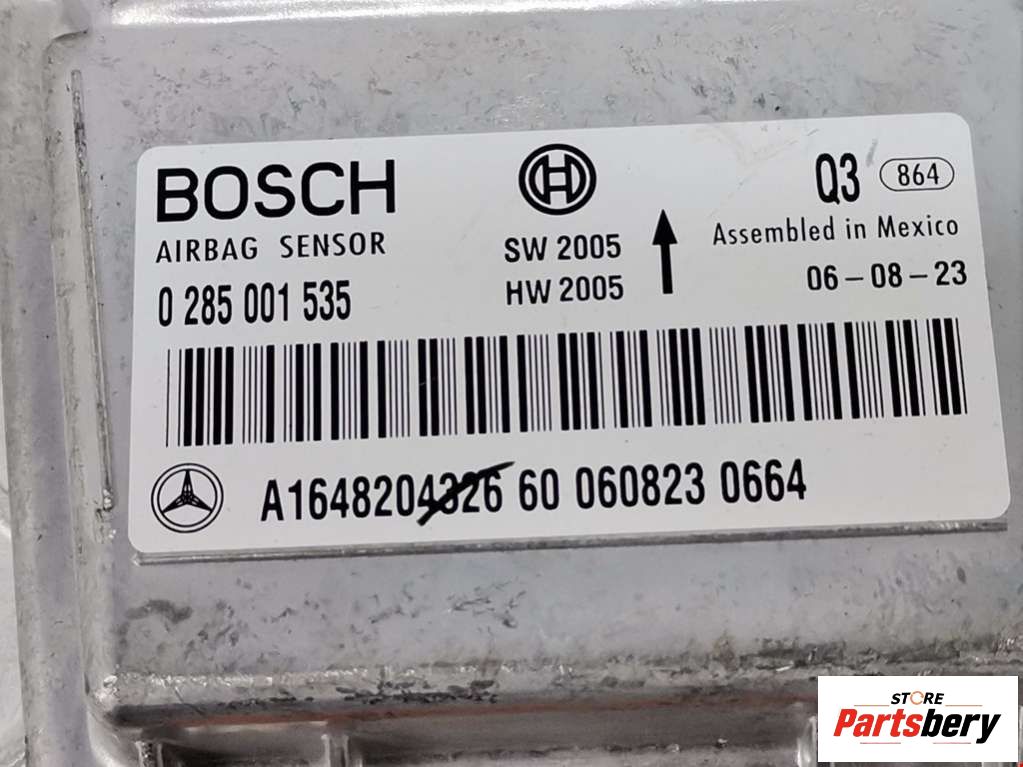 BOSCH
AIRBAG SENSOR
0 285 001 535
H
SW 2005
HW 2005
Q3 864
Assembled in Mexico
06-08-23
A1648204326 60 060823 0664
STORE
Partsbery